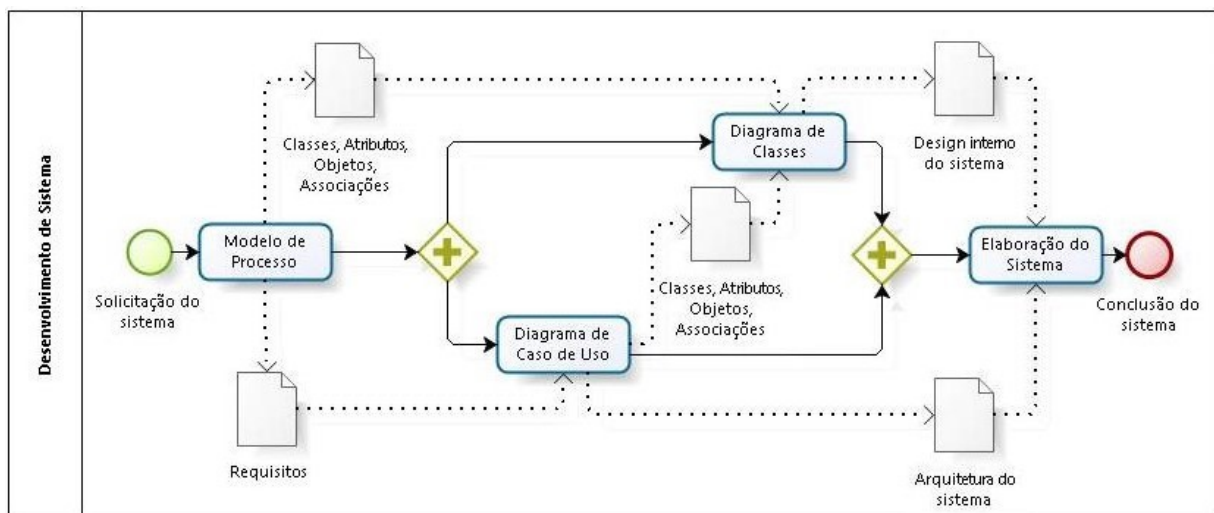 Desenvolvimento de Sistema
Solicitação do
sistema
Modelo de
Processo
Classes, Atributos,
Objetos,
Associações
Requisitos
Diagrama de
Classes
Classes, Atributos,
Objetos,
Associações
Diagrama de
Caso de Uso
Design interno
do sistema
Elaboração do
Sistema
Arquitetura do
sistema
Conclusão do
sistema